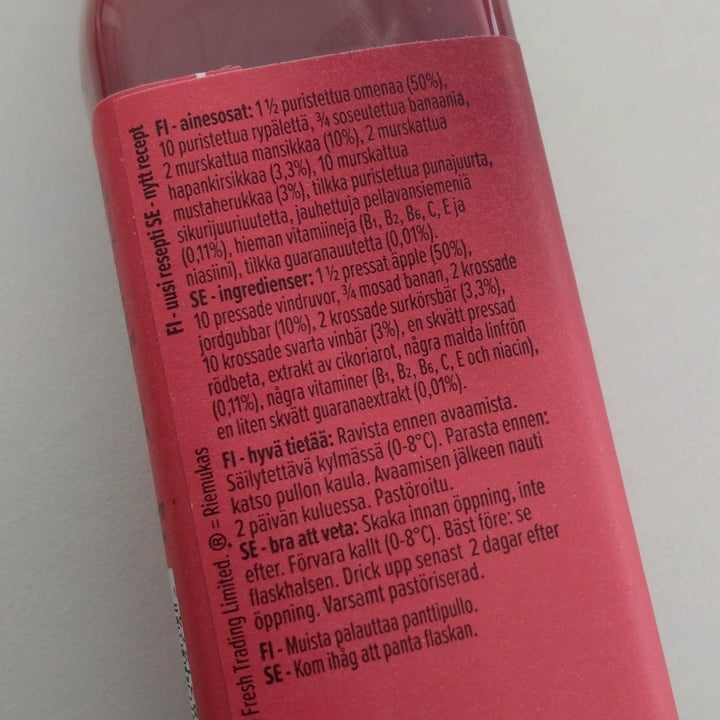 FI - ainesosat: 1 ½ puristettua omenaa (50%),
10 puristettua rypälettä, ¾ soseutettua banaania,
2 murskattua mansikkaa (10%), 2 murskattua
hapankirsikkaa (3,3%), 10 murskattua
mustaherukkaa (3%), tilkka puristettua punajuurta,
sikurijuuriuutetta, jauhettuja pellavansiemeniä
(0,11%), hieman vitamiineja (B₁, B₂, B₆, C, E ja
niasiini), tilkka guaranauutetta (0,01%).
SE - ingredienser: 1 ½ pressat äpple (50%),
10 pressade vindruvor, ¾ mosad banan, 2 krossade
jordgubbar (10%), 2 krossade surkörsbär (3,3%),
10 krossade svarta vinbär (3%), en skvätt pressad
rödbeta, extrakt av cikoriarot, några malda linfrön
(0,11%), några vitaminer (B₁, B₂, B₆, C, E och niacin),
en liten skvätt guaranaextrakt (0,01%).
FI - hyvä tietää: Ravista ennen avaamista.
Säilytettävä kylmässä (0-8°C). Parasta ennen:
katso pullon kaula. Avaamisen jälkeen nauti
2 päivän kuluessa. Pastöroitu.
SE - bra att veta: Skaka innan öppning, inte
efter. Förvara kallt (0-8°C). Bäst före: se
flaskhalsen. Drick upp senast 2 dagar efter
öppning. Varsamt pastöriserad.
FI - Muista palauttaa panttipullo.
SE - Kom ihåg att panta flaskan.
FI - uusi resepti SE - nytt recept
Fresh Trading Limited. ® = Riemukas